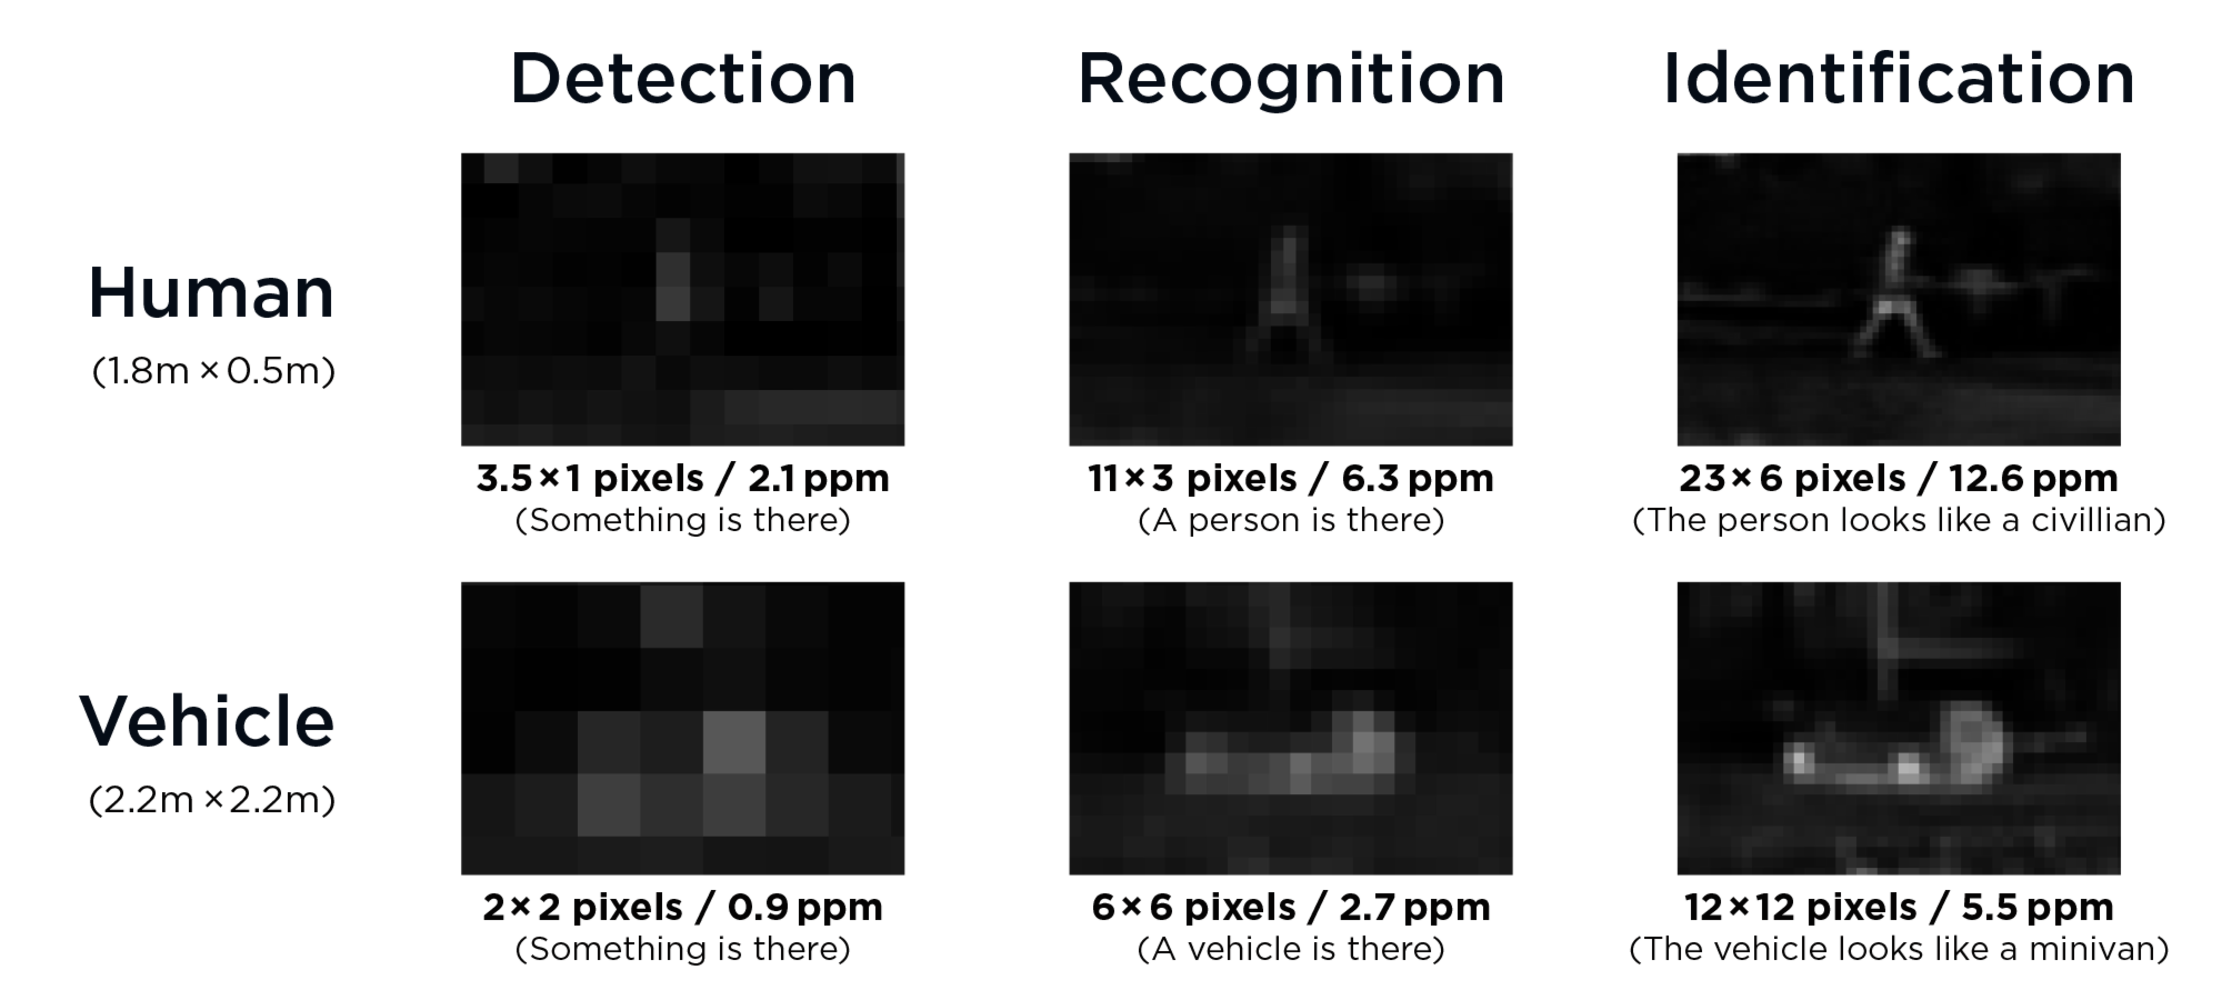 Detection Recognition Identification
Human
(1.8m × 0.5m)
3.5×1 pixels / 2.1 ppm 11×3 pixels / 6.3 ppm 23×6 pixels / 12.6 ppm
(Something is there) (A person is there) (The person looks like a civillian)
Vehicle
(2.2m × 2.2m)
2×2 pixels / 0.9 ppm 6×6 pixels / 2.7 ppm 12×12 pixels / 5.5 ppm
(Something is there) (A vehicle is there) (The vehicle looks like a minivan)